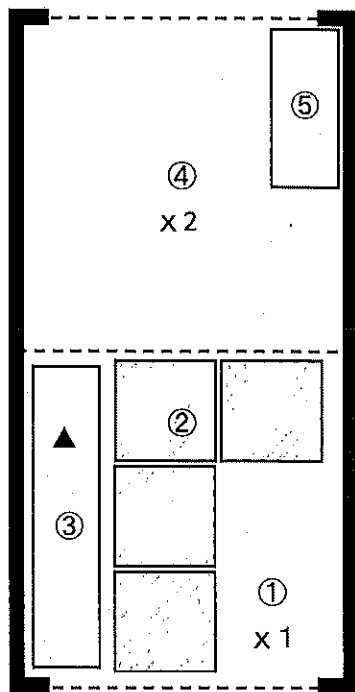 ⑤
④
x 2
②
③
①
x 1